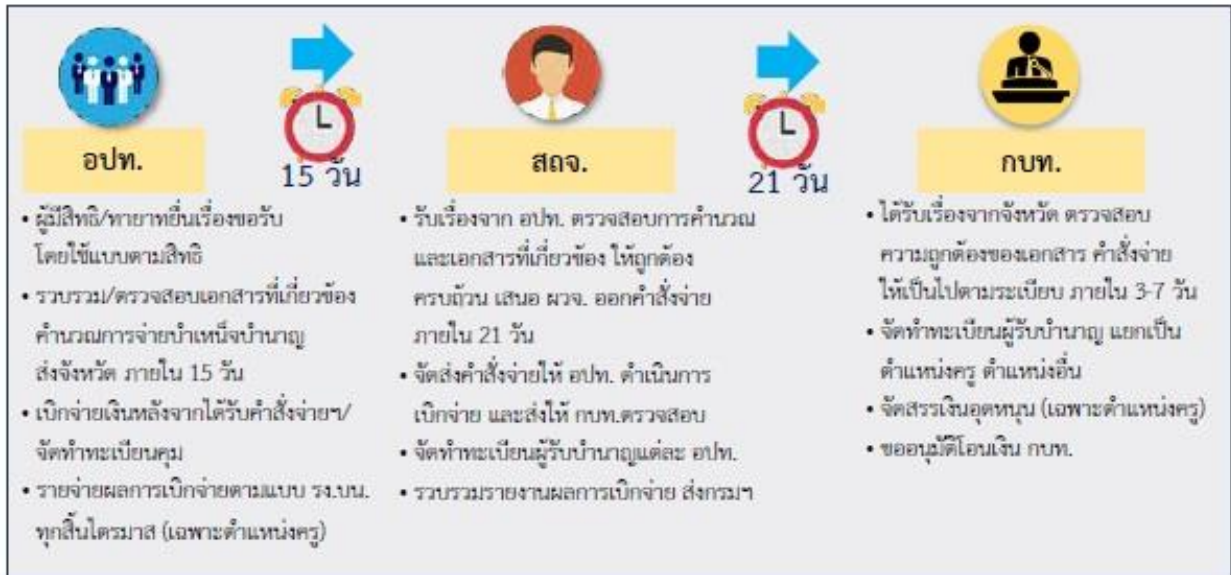 อปท.
15 วัน
สถจ.
21 วัน
กบท.
• ผู้มีสิทธิ/ทายาทยื่นเรื่องขอรับ
โดยใช้แบบตามสิทธิ
• รวบรวม/ตรวจสอบเอกสารที่เกี่ยวข้อง
คำนวณการจ่ายบำเหน็จบำนาญ
ส่งจังหวัด ภายใน 15 วัน
• เบิกจ่ายเงินหลังจากได้รับคำสั่งจ่ายฯ/
จัดทำทะเบียนคุม
• รายจ่ายผลการเบิกจ่ายตามแบบ รง.บน.
ทุกสิ้นไตรมาส (เฉพาะตำแหน่งครู)
• รับเรื่องจาก อปท. ตรวจสอบการคำนวณ
และเอกสารที่เกี่ยวข้อง ให้ถูกต้อง
ครบถ้วน เสนอ ผวจ. ออกคำสั่งจ่าย
ภายใน 21 วัน
• จัดส่งคำสั่งจ่ายให้ อปท. ดำเนินการ
เบิกจ่าย และส่งให้ กบท.ตรวจสอบ
• จัดทำทะเบียนผู้รับบำนาญแต่ละ อปท.
• รวบรวมรายงานผลการเบิกจ่าย ส่งกรมฯ
• ได้รับเรื่องจากจังหวัด ตรวจสอบ
ความถูกต้องของเอกสาร คำสั่งจ่าย
ให้เป็นไปตามระเบียบ ภายใน 3-7 วัน
• จัดทำทะเบียนผู้รับบำนาญ แยกเป็น
ตำแหน่งครู ตำแหน่งอื่น
• จัดสรรเงินอุดหนุน (เฉพาะตำแหน่งครู)
• ขออนุมัติโอนเงิน กบท.